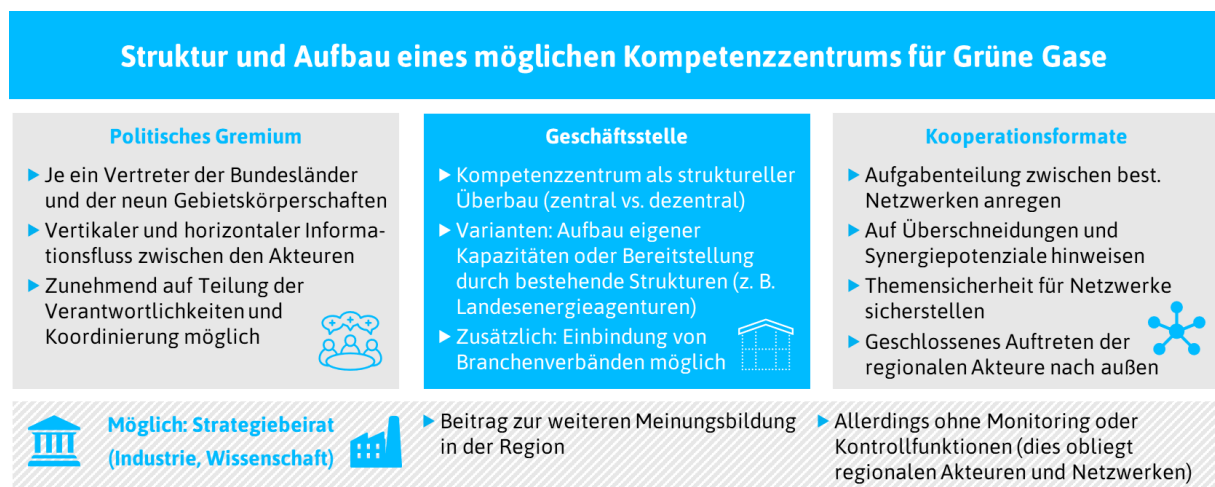 Struktur und Aufbau eines möglichen Kompetenzzentrums für Grüne Gase
Politisches Gremium
Je ein Vertreter der Bundesländer
und der neun Gebietskörperschaften
Vertikaler und horizontaler Informa-
tionsfluss zwischen den Akteuren
Zunehmend auf Teilung der
Verantwortlichkeiten und
Koordinierung möglich
Geschäftsstelle
Kompetenzzentrum als struktureller
Überbau (zentral vs. dezentral)
Varianten: Aufbau eigener
Kapazitäten oder Bereitstellung
durch bestehende Strukturen (z. B.
Landesenergieagenturen)
Zusätzlich: Einbindung von
Branchenverbänden möglich
Kooperationsformate
Aufgabenteilung zwischen best.
Netzwerken anregen
Auf Überschneidungen und
Synergiepotenziale hinweisen
Themensicherheit für Netzwerke
sicherstellen
Geschlossenes Auftreten der
regionalen Akteure nach außen
Möglich: Strategiebeirat
(Industrie, Wissenschaft)
Beitrag zur weiteren Meinungsbildung
in der Region
Allerdings ohne Monitoring oder
Kontrollfunktionen (dies obliegt
regionalen Akteuren und Netzwerken)